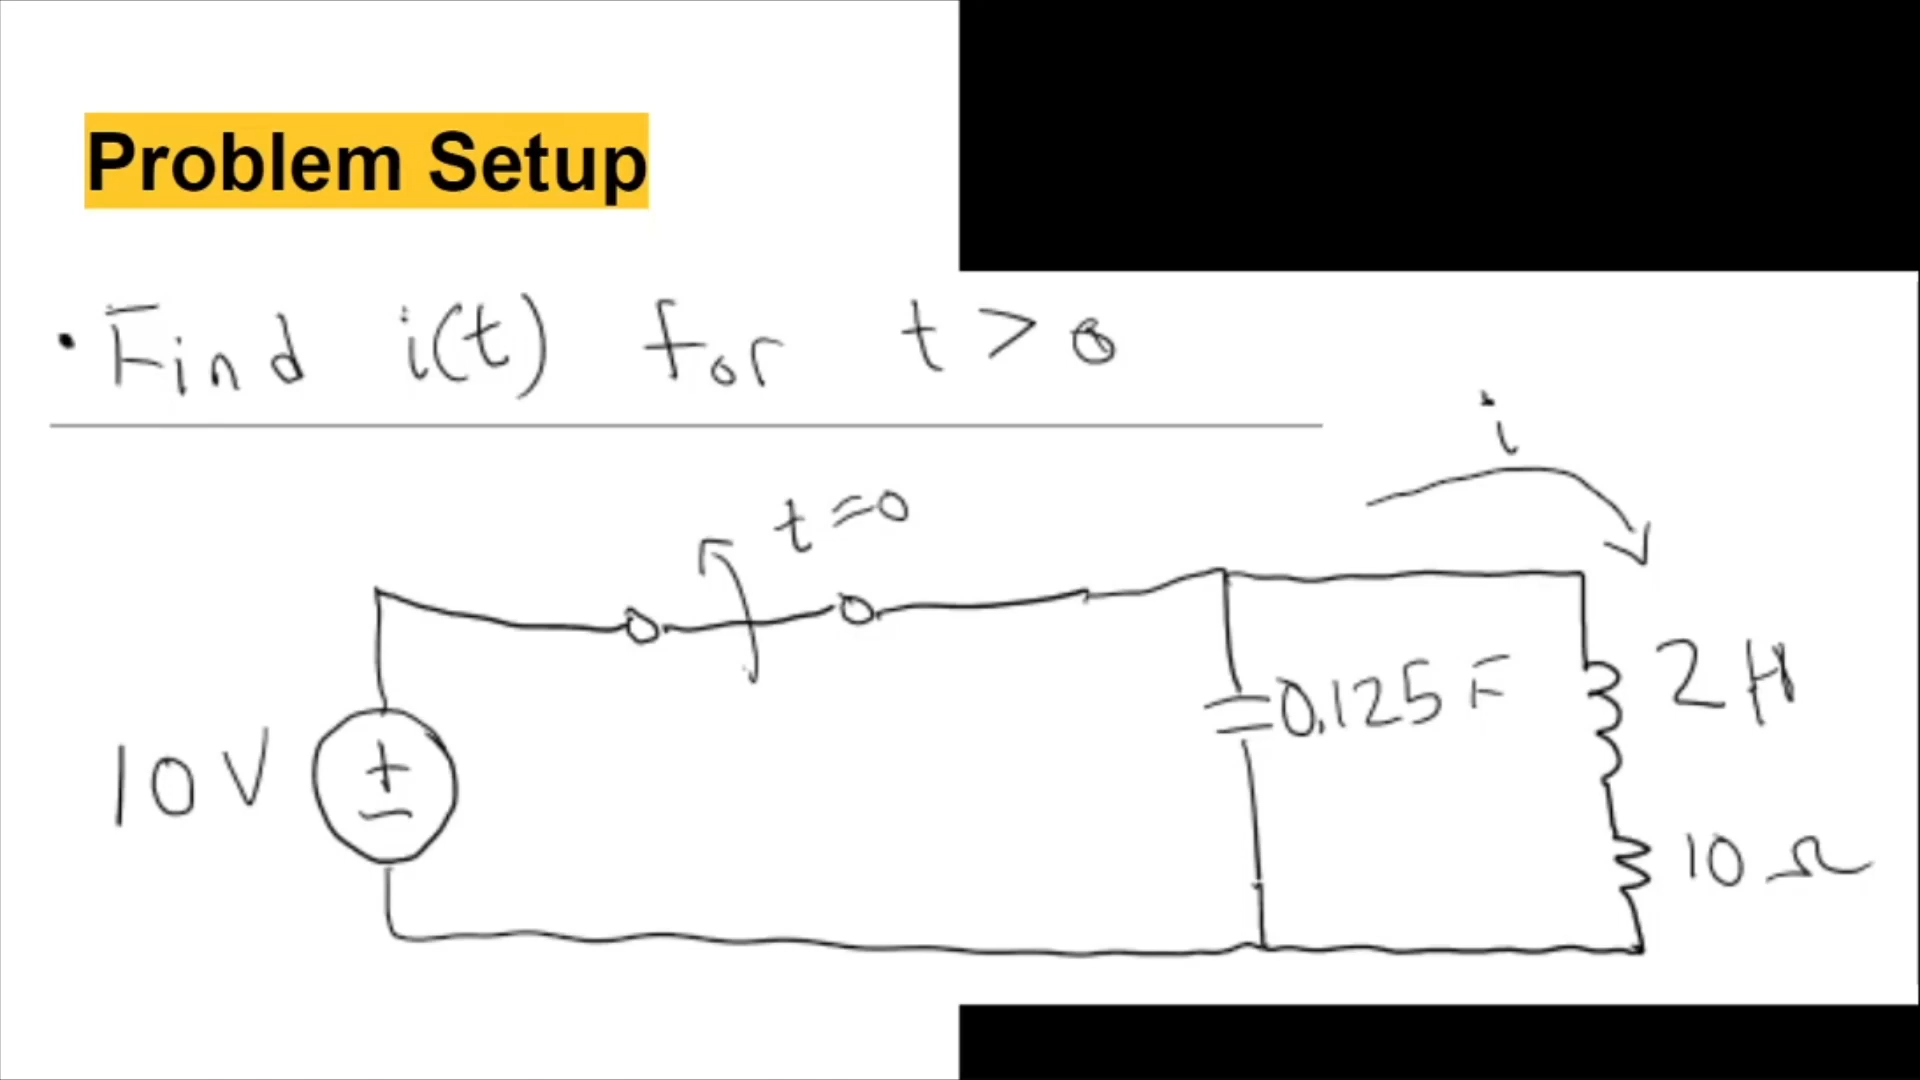 Problem Setup
• Find i(t) for t > 0
i
t=0
10V
+
−
0.125 F
2 H
10 Ω